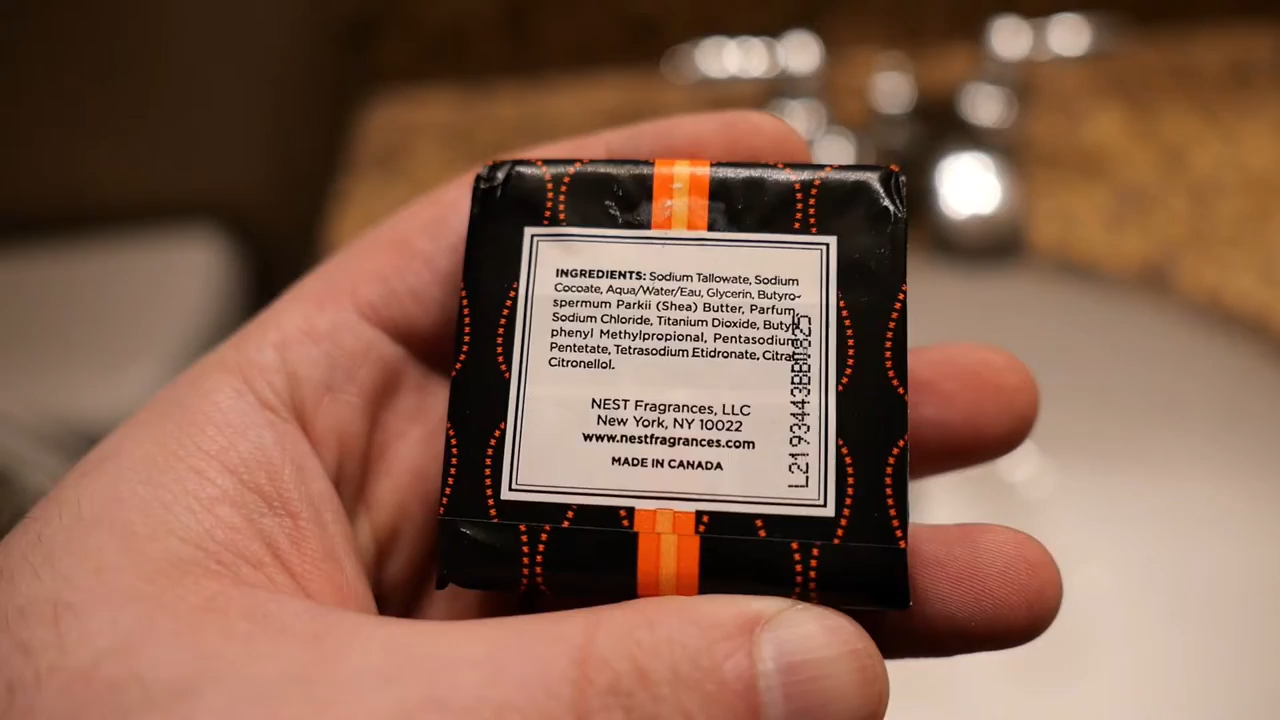 INGREDIENTS: Sodium Tallowate, Sodium
Cocoate, Aqua/Water/Eau, Glycerin, Butyro-
spermum Parkii (Shea) Butter, Parfum,
Sodium Chloride, Titanium Dioxide, Butyl-
phenyl Methylpropional, Pentasodium
Pentetate, Tetrasodium Etidronate, Citral,
Citronellol.
NEST Fragrances, LLC
New York, NY 10022
www.nestfragrances.com
MADE IN CANADA